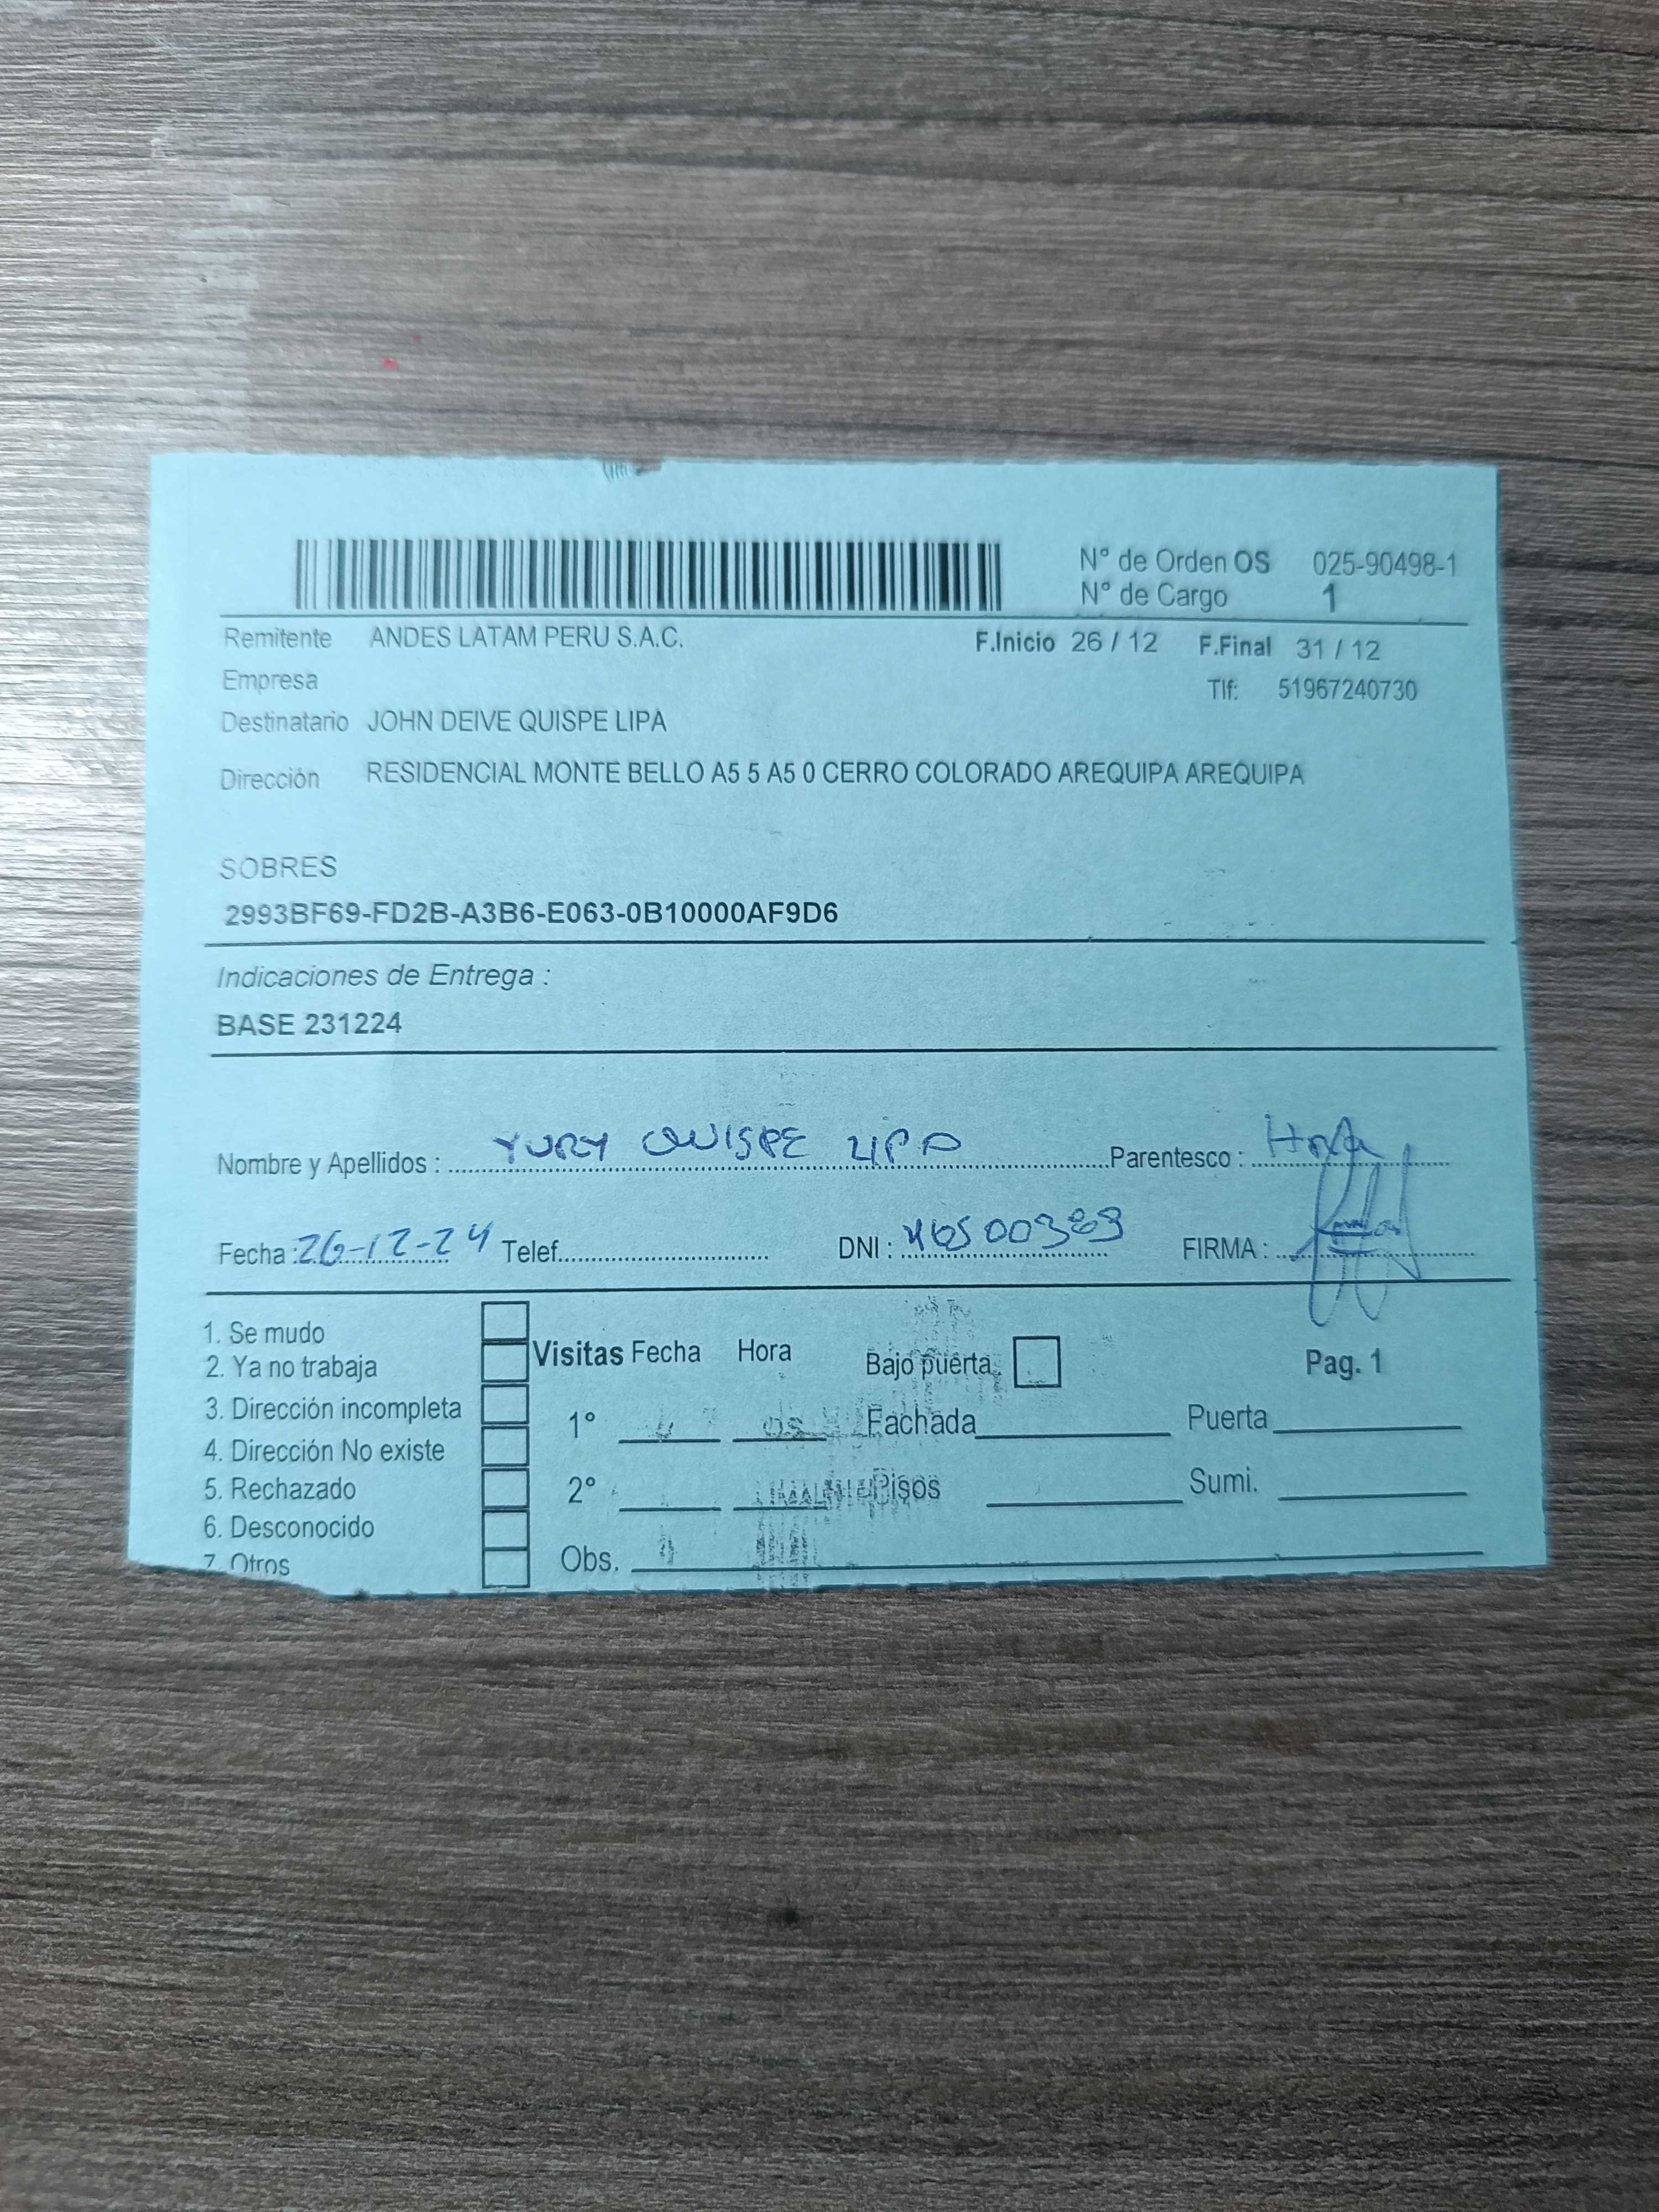 N° de Orden OS 025-90498-1
N° de Cargo 1
Remitente ANDES LATAM PERU S.A.C. F.Inicio 26 / 12 F.Final 31 / 12
Empresa Tlf: 51967240730
Destinatario JOHN DEIVE QUISPE LIPA
Dirección RESIDENCIAL MONTE BELLO A5 5 A5 0 CERRO COLORADO AREQUIPA AREQUIPA
SOBRES
2993BF69-FD2B-A3B6-E063-0B10000AF9D6
Indicaciones de Entrega :
BASE 231224
Nombre y Apellidos : YURY QUISPE LIPA Parentesco :
Fecha : 26-12-24 Telef. DNI : FIRMA :
1. Se mudo
2. Ya no trabaja
3. Dirección incompleta
4. Dirección No existe
5. Rechazado
6. Desconocido
7. Otros
Visitas Fecha Hora Bajo puerta Pag. 1
1° Fachada Puerta
2° Pisos Sumi.
Obs.